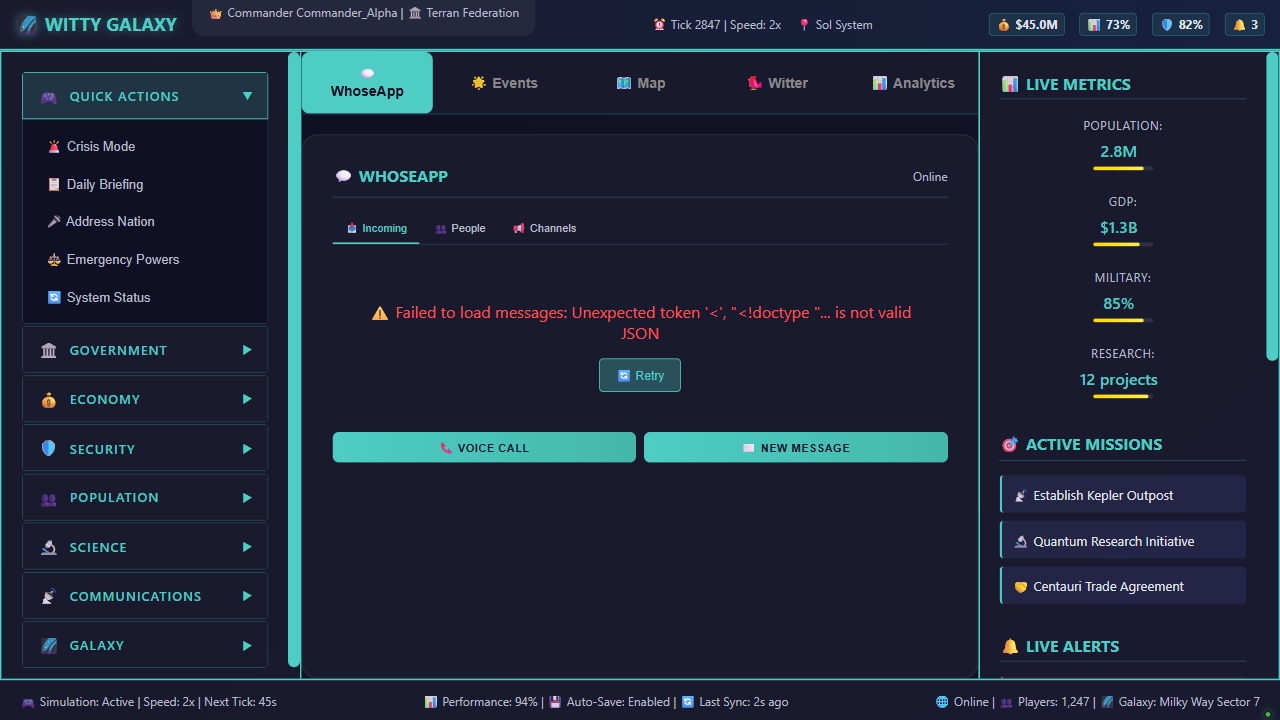 WITTY GALAXY
Commander Commander_Alpha | Terran Federation
Tick 2847 | Speed: 2x
Sol System
$45.0M
73%
82%
3
QUICK ACTIONS ▼
Crisis Mode
Daily Briefing
Address Nation
Emergency Powers
System Status
GOVERNMENT ▶
ECONOMY ▶
SECURITY ▶
POPULATION ▶
SCIENCE ▶
COMMUNICATIONS ▶
GALAXY ▶
WhoseApp
Events
Map
Witter
Analytics
WHOSEAPP
Online
Incoming
People
Channels
Failed to load messages: Unexpected token '<', "<!doctype "... is not valid
JSON
Retry
VOICE CALL
NEW MESSAGE
LIVE METRICS
POPULATION:
2.8M
GDP:
$1.3B
MILITARY:
85%
RESEARCH:
12 projects
ACTIVE MISSIONS
Establish Kepler Outpost
Quantum Research Initiative
Centauri Trade Agreement
LIVE ALERTS
Simulation: Active | Speed: 2x | Next Tick: 45s
Performance: 94% | Auto-Save: Enabled | Last Sync: 2s ago
Online | Players: 1,247 | Galaxy: Milky Way Sector 7